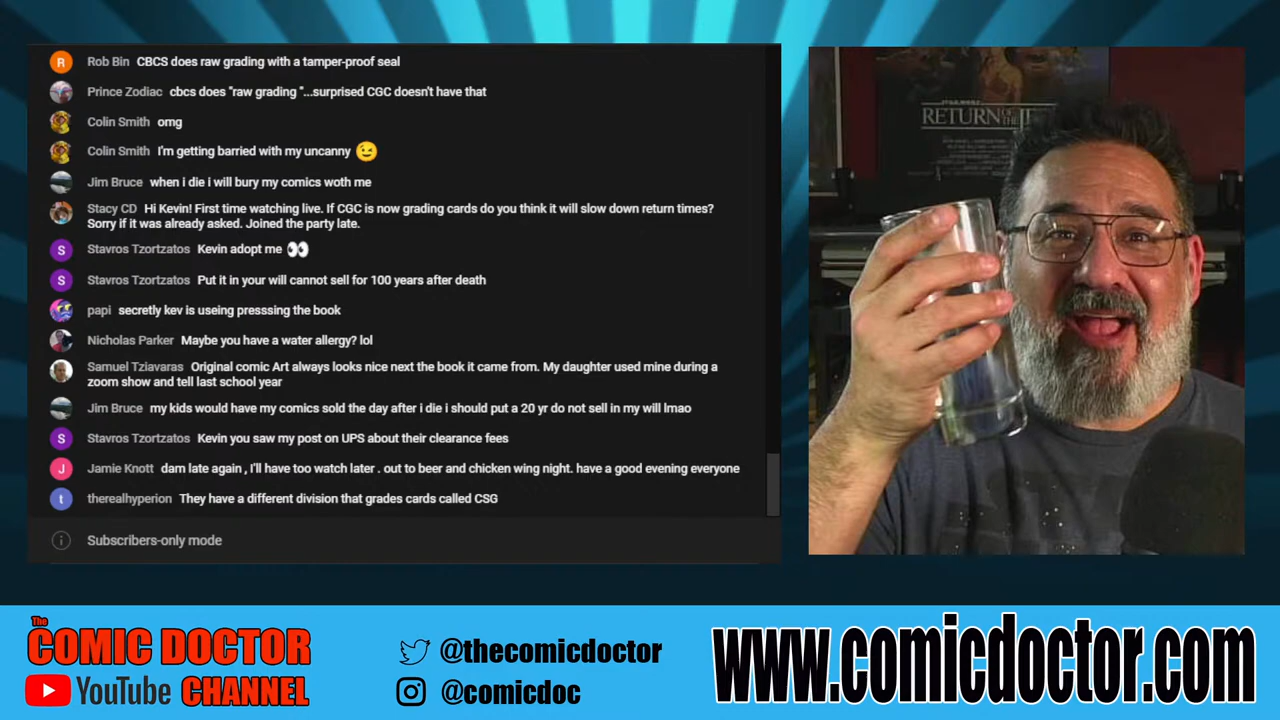 R Rob Bin CBCS does raw grading with a tamper-proof seal
Prince Zodiac cbcs does "raw grading "...surprised CGC doesn't have that
Colin Smith omg
Colin Smith I'm getting barried with my uncanny 😉
Jim Bruce when i die i will bury my comics woth me
Stacy CD Hi Kevin! First time watching live. If CGC is now grading cards do you think it will slow down return times?
Sorry if it was already asked. Joined the party late.
S Stavros Tzortzatos Kevin adopt me 👀
S Stavros Tzortzatos Put it in your will cannot sell for 100 years after death
papi secretly kev is useing presssing the book
Nicholas Parker Maybe you have a water allergy? lol
Samuel Tziavaras Original comic Art always looks nice next the book it came from. My daughter used mine during a
zoom show and tell last school year
Jim Bruce my kids would have my comics sold the day after i die i should put a 20 yr do not sell in my will lmao
S Stavros Tzortzatos Kevin you saw my post on UPS about their clearance fees
J Jamie Knott dam late again , I'll have too watch later . out to beer and chicken wing night. have a good evening everyone
t therealhyperion They have a different division that grades cards called CSG
Subscribers-only mode
STAR WARS
RETURN OF THE JE
The
COMIC DOCTOR
YouTube CHANNEL
@thecomicdoctor
@comicdoc
www.comicdoctor.com